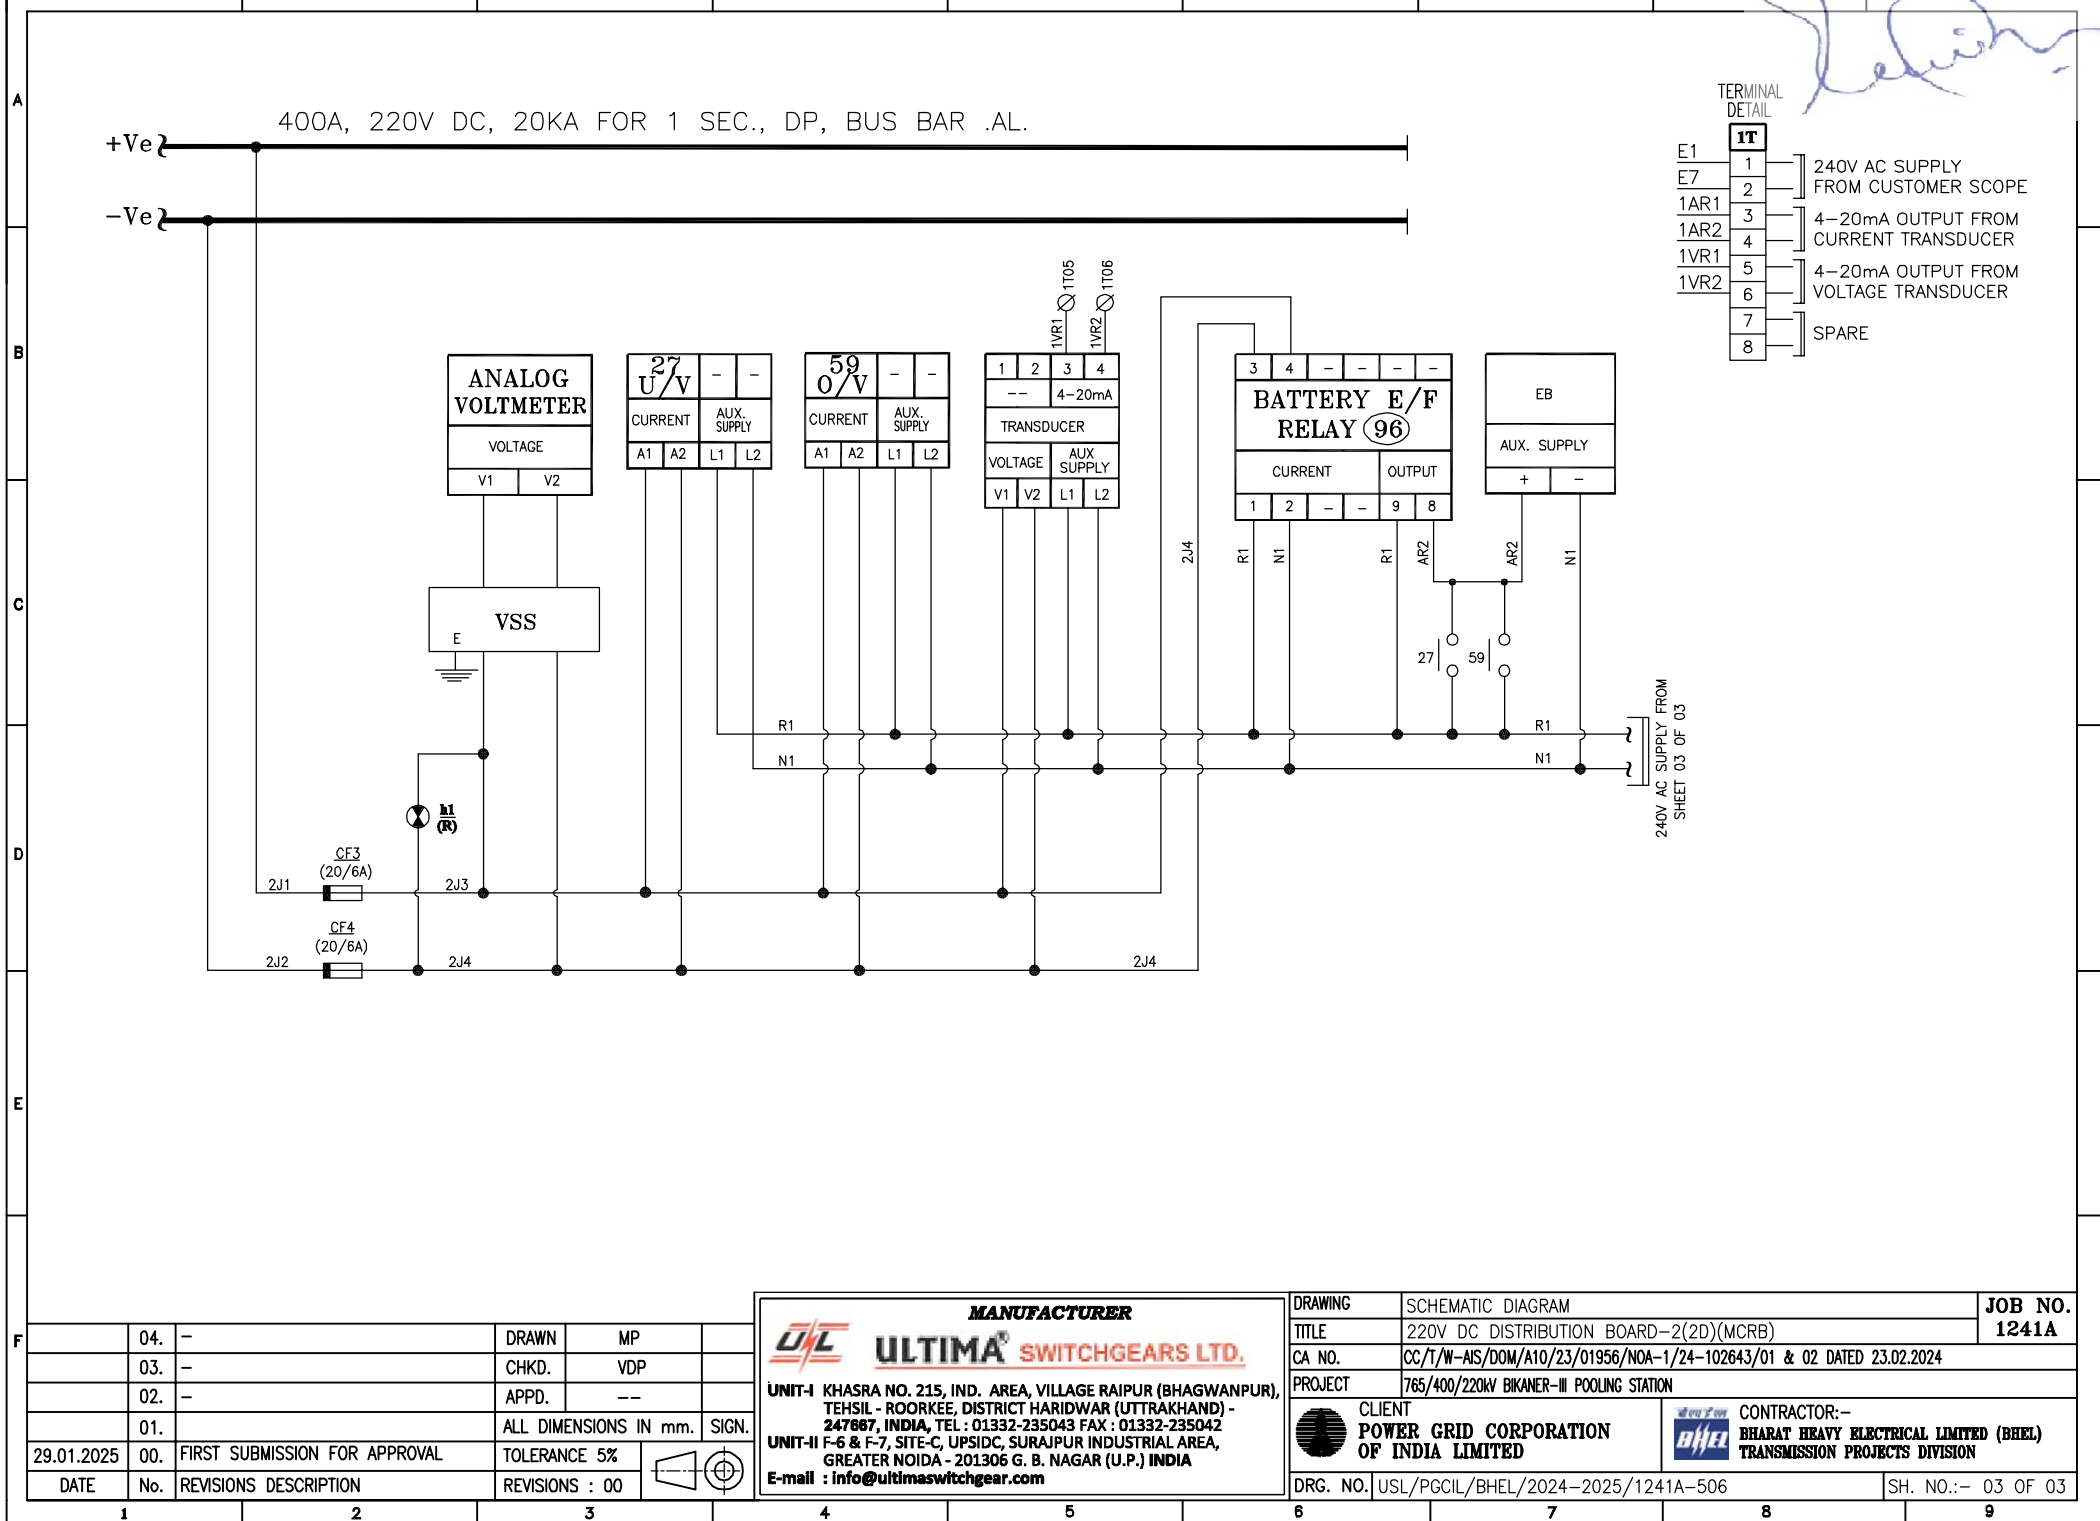 400A, 220V DC, 20KA FOR 1 SEC., DP, BUS BAR .AL.
+Ve
-Ve
TERMINAL
DETAIL
1T
E1
1
E7
2
1AR1
3
1AR2
4
1VR1
5
1VR2
6
7
8
240V AC SUPPLY
FROM CUSTOMER SCOPE
4-20mA OUTPUT FROM
CURRENT TRANSDUCER
4-20mA OUTPUT FROM
VOLTAGE TRANSDUCER
SPARE
ANALOG
VOLTMETER
VOLTAGE
V1 V2
VSS
E
27
U/V
- -
CURRENT
AUX.
SUPPLY
A1 A2 L1 L2
59
O/V
- -
CURRENT
AUX.
SUPPLY
A1 A2 L1 L2
1T05
1T06
1VR1
1VR2
1 2 3 4
-- 4-20mA
TRANSDUCER
VOLTAGE
AUX
SUPPLY
V1 V2 L1 L2
3 4 - - - -
BATTERY E/F
RELAY 96
CURRENT OUTPUT
1 2 - - 9 8
EB
AUX. SUPPLY
+ -
2J4
R1
N1
R1
AR2
AR2
N1
27
59
R1
R1
N1
N1
240V AC SUPPLY FROM
SHEET 03 OF 03
h1
(R)
CF3
(20/6A)
2J1
2J3
CF4
(20/6A)
2J2
2J4
2J4
A
B
C
D
E
F
04. -
03. -
02. -
01.
29.01.2025 00. FIRST SUBMISSION FOR APPROVAL
DATE No. REVISIONS DESCRIPTION
DRAWN MP
CHKD. VDP
APPD. --
ALL DIMENSIONS IN mm. SIGN.
TOLERANCE 5%
REVISIONS : 00
MANUFACTURER
USL
ULTIMA® SWITCHGEARS LTD.
UNIT-I KHASRA NO. 215, IND. AREA, VILLAGE RAIPUR (BHAGWANPUR),
TEHSIL - ROORKEE, DISTRICT HARIDWAR (UTTRAKHAND) -
247667, INDIA, TEL : 01332-235043 FAX : 01332-235042
UNIT-II F-6 & F-7, SITE-C, UPSIDC, SURAJPUR INDUSTRIAL AREA,
GREATER NOIDA - 201306 G. B. NAGAR (U.P.) INDIA
E-mail : info@ultimaswitchgear.com
DRAWING SCHEMATIC DIAGRAM
TITLE 220V DC DISTRIBUTION BOARD-2(2D)(MCRB)
JOB NO.
1241A
CA NO. CC/T/W-AIS/DOM/A10/23/01956/NOA-1/24-102643/01 & 02 DATED 23.02.2024
PROJECT 765/400/220kV BIKANER-III POOLING STATION
CLIENT
POWER GRID CORPORATION
OF INDIA LIMITED
BHEL
CONTRACTOR:-
BHARAT HEAVY ELECTRICAL LIMITED (BHEL)
TRANSMISSION PROJECTS DIVISION
DRG. NO. USL/PGCIL/BHEL/2024-2025/1241A-506
SH. NO.:- 03 OF 03
1 2 3 4 5 6 7 8 9